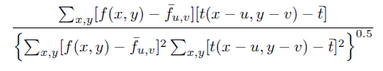 ∑x,y[f(x, y) − f̄u,v][t(x − u, y − v) − t̄]
{∑x,y[f(x, y) − f̄u,v]² ∑x,y[t(x − u, y − v) − t̄]²}^0.5